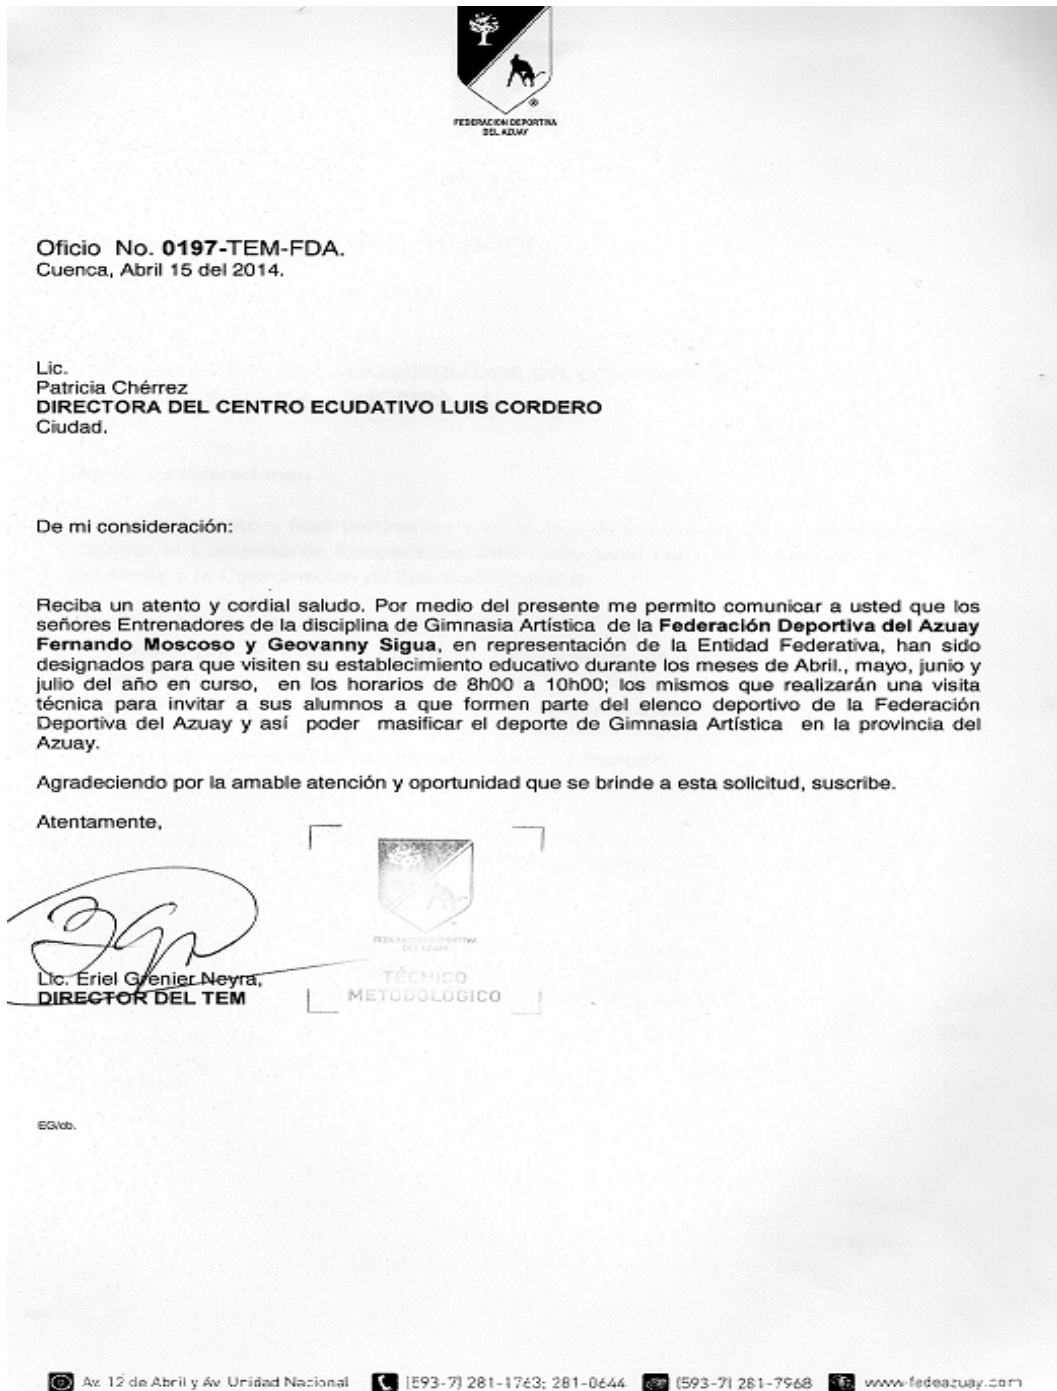 FEDERACION DEPORTIVA
DEL AZUAY
Oficio No. 0197-TEM-FDA.
Cuenca, Abril 15 del 2014.
Lic.
Patricia Chérrez
DIRECTORA DEL CENTRO ECUDATIVO LUIS CORDERO
Ciudad.
De mi consideración:
Reciba un atento y cordial saludo. Por medio del presente me permito comunicar a usted que los
señores Entrenadores de la disciplina de Gimnasia Artística de la Federación Deportiva del Azuay
Fernando Moscoso y Geovanny Sigua, en representación de la Entidad Federativa, han sido
designados para que visiten su establecimiento educativo durante los meses de Abril., mayo, junio y
julio del año en curso, en los horarios de 8h00 a 10h00; los mismos que realizarán una visita
técnica para invitar a sus alumnos a que formen parte del elenco deportivo de la Federación
Deportiva del Azuay y así poder masificar el deporte de Gimnasia Artística en la provincia del
Azuay.
Agradeciendo por la amable atención y oportunidad que se brinde a esta solicitud, suscribe.
Atentamente,
FEDERACION DEPORTIVA
DEL AZUAY
TÉCNICO
METODOLÓGICO
Lic. Eriel Grenier Neyra,
DIRECTOR DEL TEM
EG/cb.
Av. 12 de Abril y Av. Unidad Nacional (593-7) 281-1763; 281-0644 (593-7) 281-7968 www.fedeazuay.com